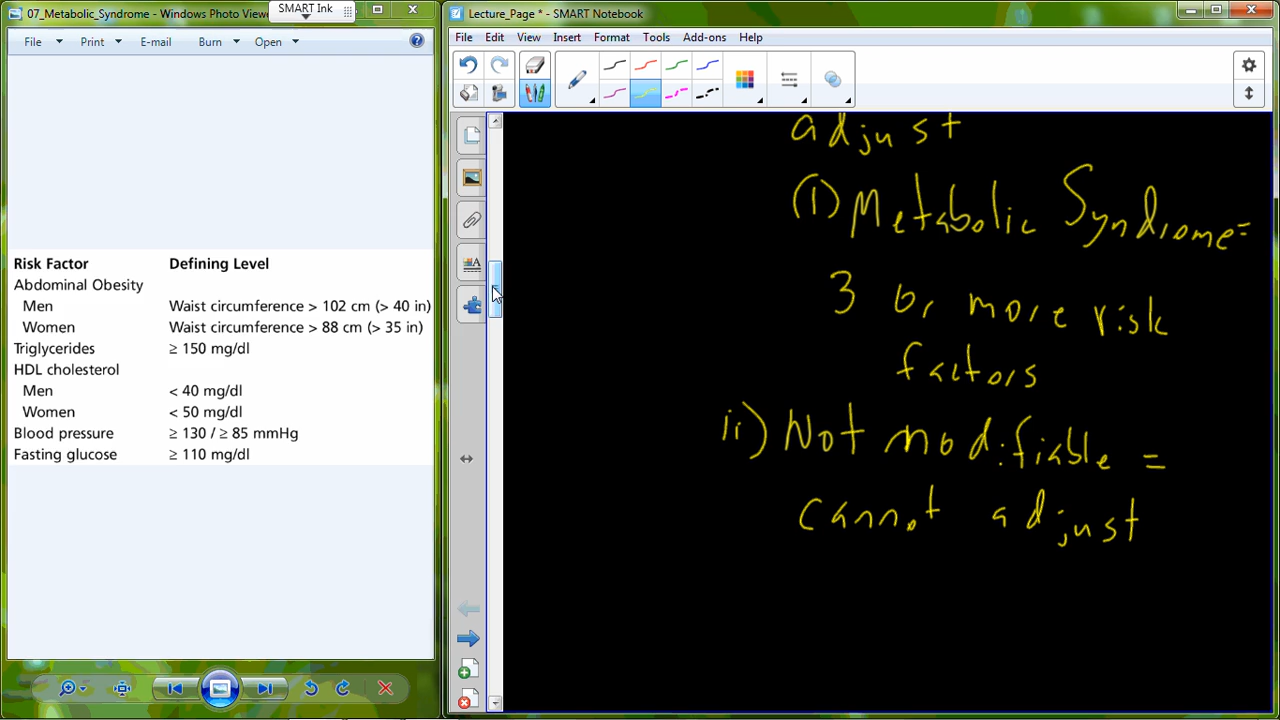 07_Metabolic_Syndrome - Windows Photo Viewe
SMART Ink
File Print E-mail Burn Open
Risk Factor Defining Level
Abdominal Obesity
Men Waist circumference > 102 cm (> 40 in)
Women Waist circumference > 88 cm (> 35 in)
Triglycerides ≥ 150 mg/dl
HDL cholesterol
Men < 40 mg/dl
Women < 50 mg/dl
Blood pressure ≥ 130 / ≥ 85 mmHg
Fasting glucose ≥ 110 mg/dl
Lecture_Page * - SMART Notebook
File Edit View Insert Format Tools Add-ons Help
adjust
(1) Metabolic Syndrome=
3 or more risk
factors
ii) Not modifiable =
cannot adjust